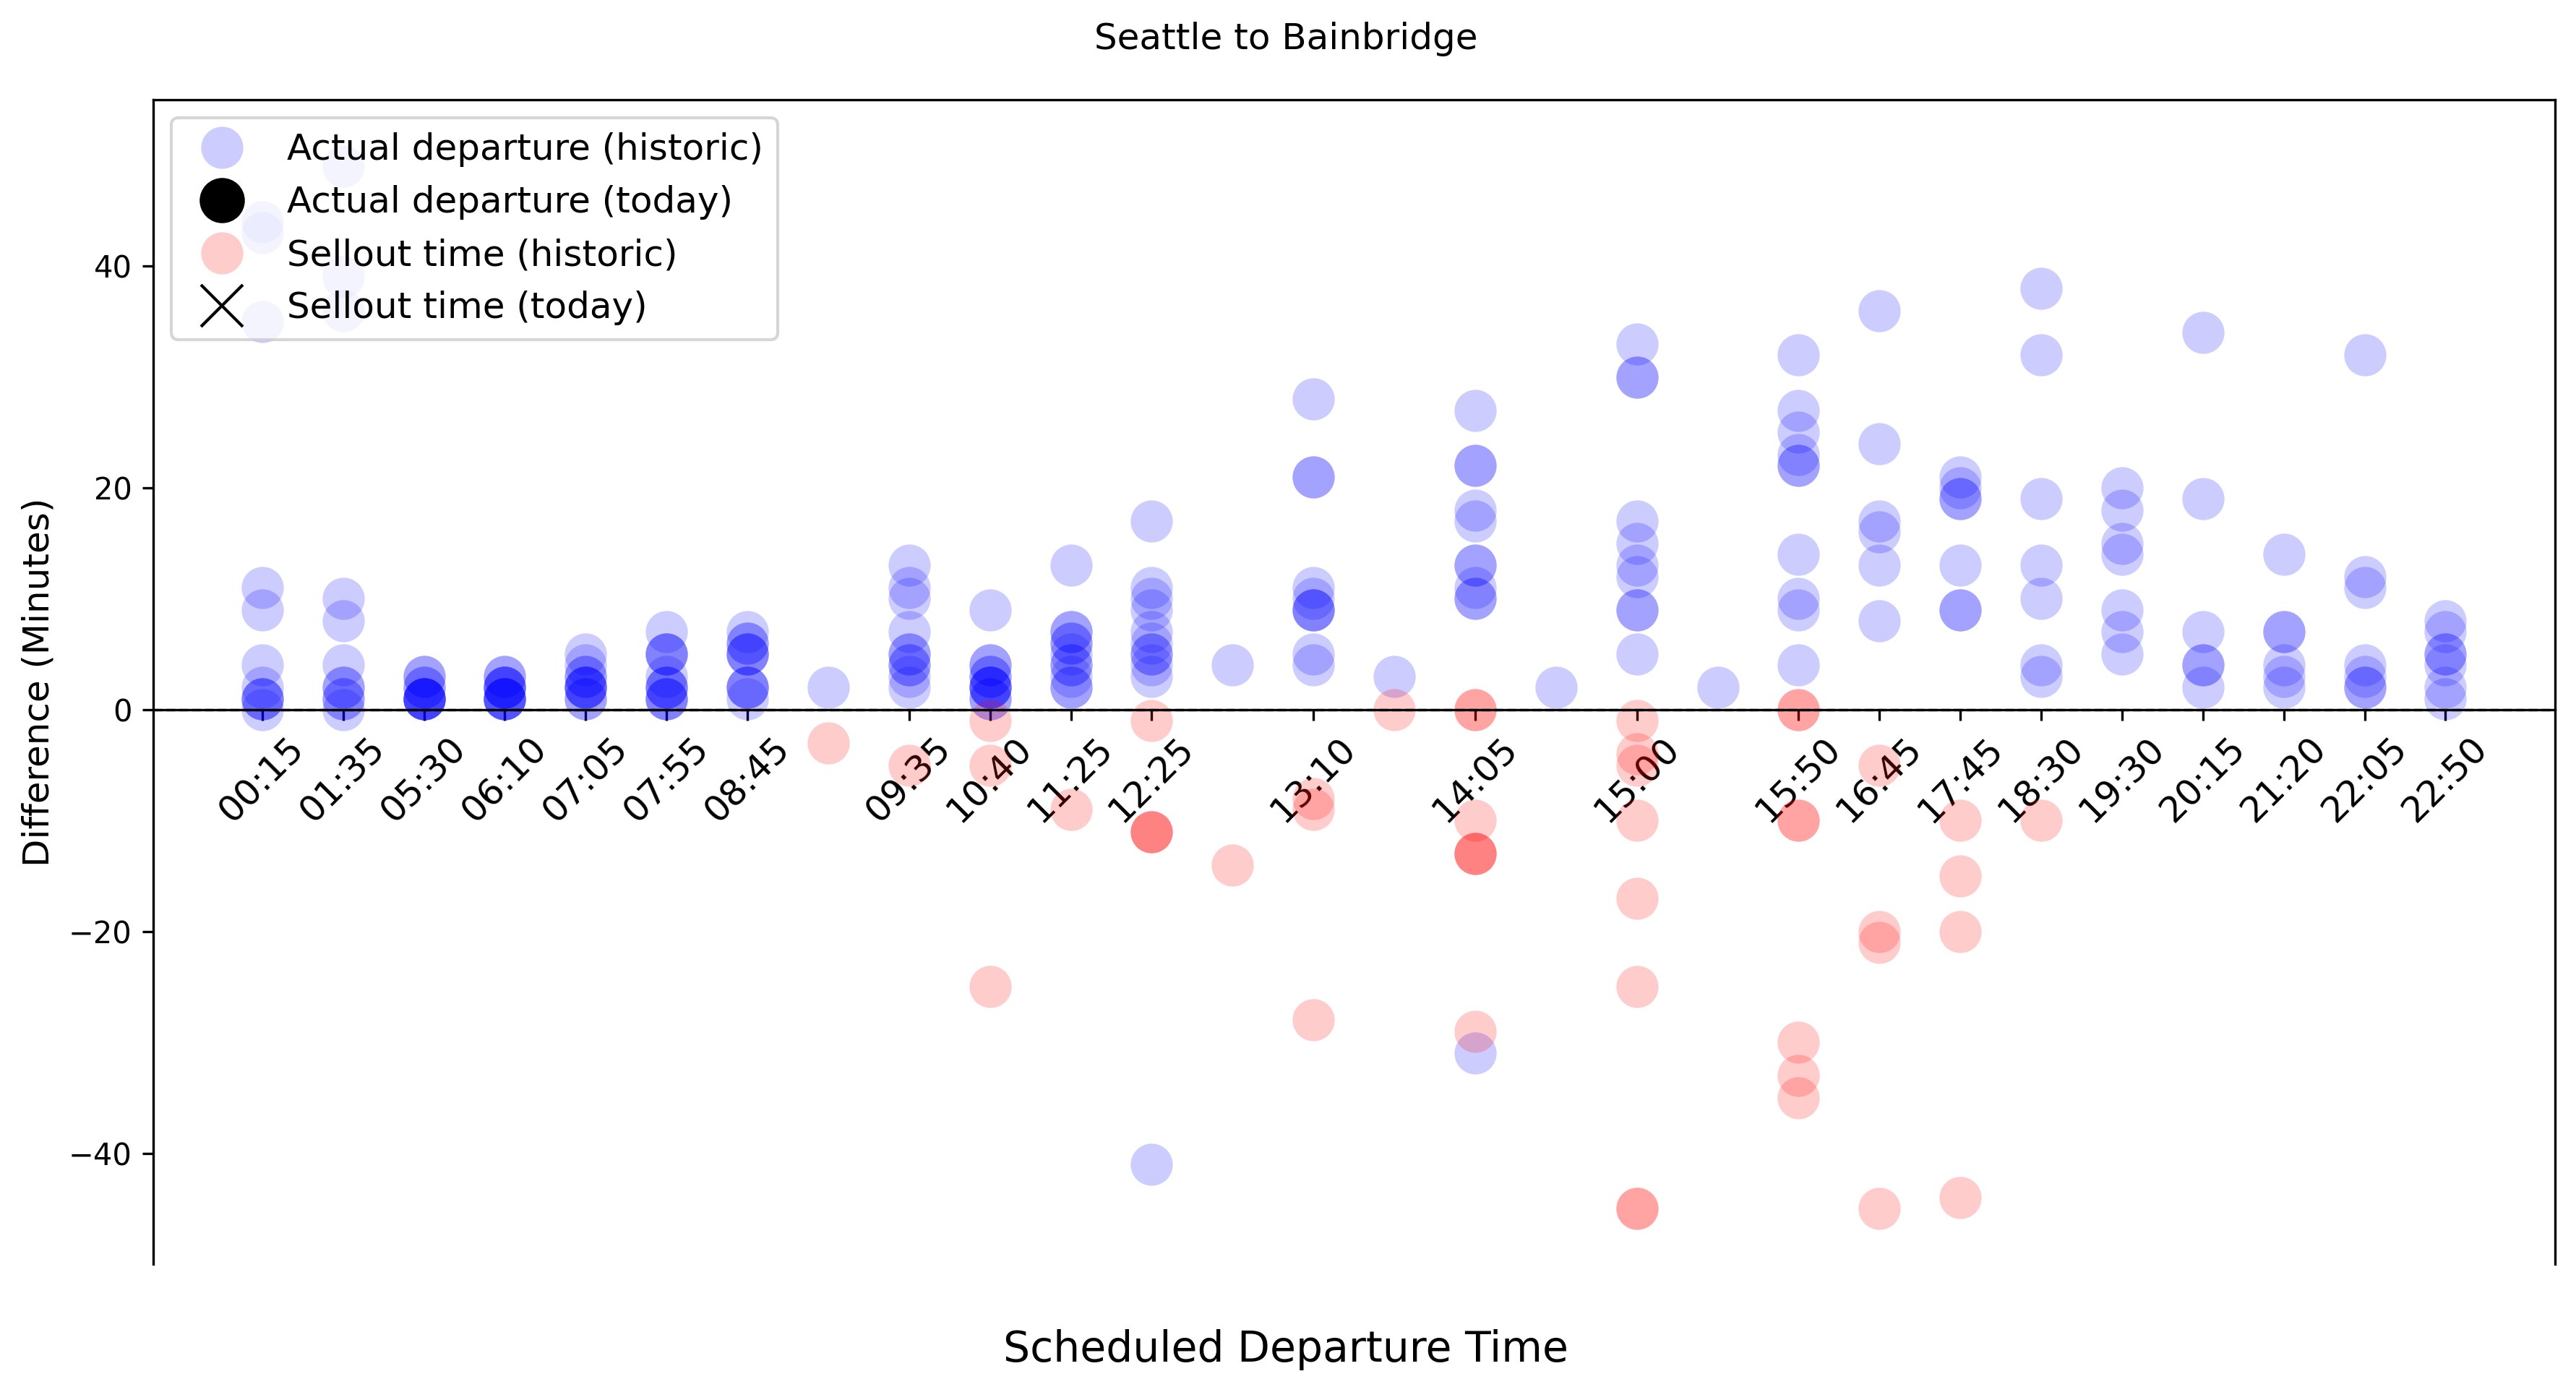 Seattle to Bainbridge
Actual departure (historic)
Actual departure (today)
Sellout time (historic)
Sellout time (today)
Difference (Minutes)
40
20
0
−20
−40
00:15 01:35 05:30 06:10 07:05 07:55 08:45 09:35 10:40 11:25 12:25 13:10 14:05 15:00 15:50 16:45 17:45 18:30 19:30 20:15 21:20 22:05 22:50
Scheduled Departure Time